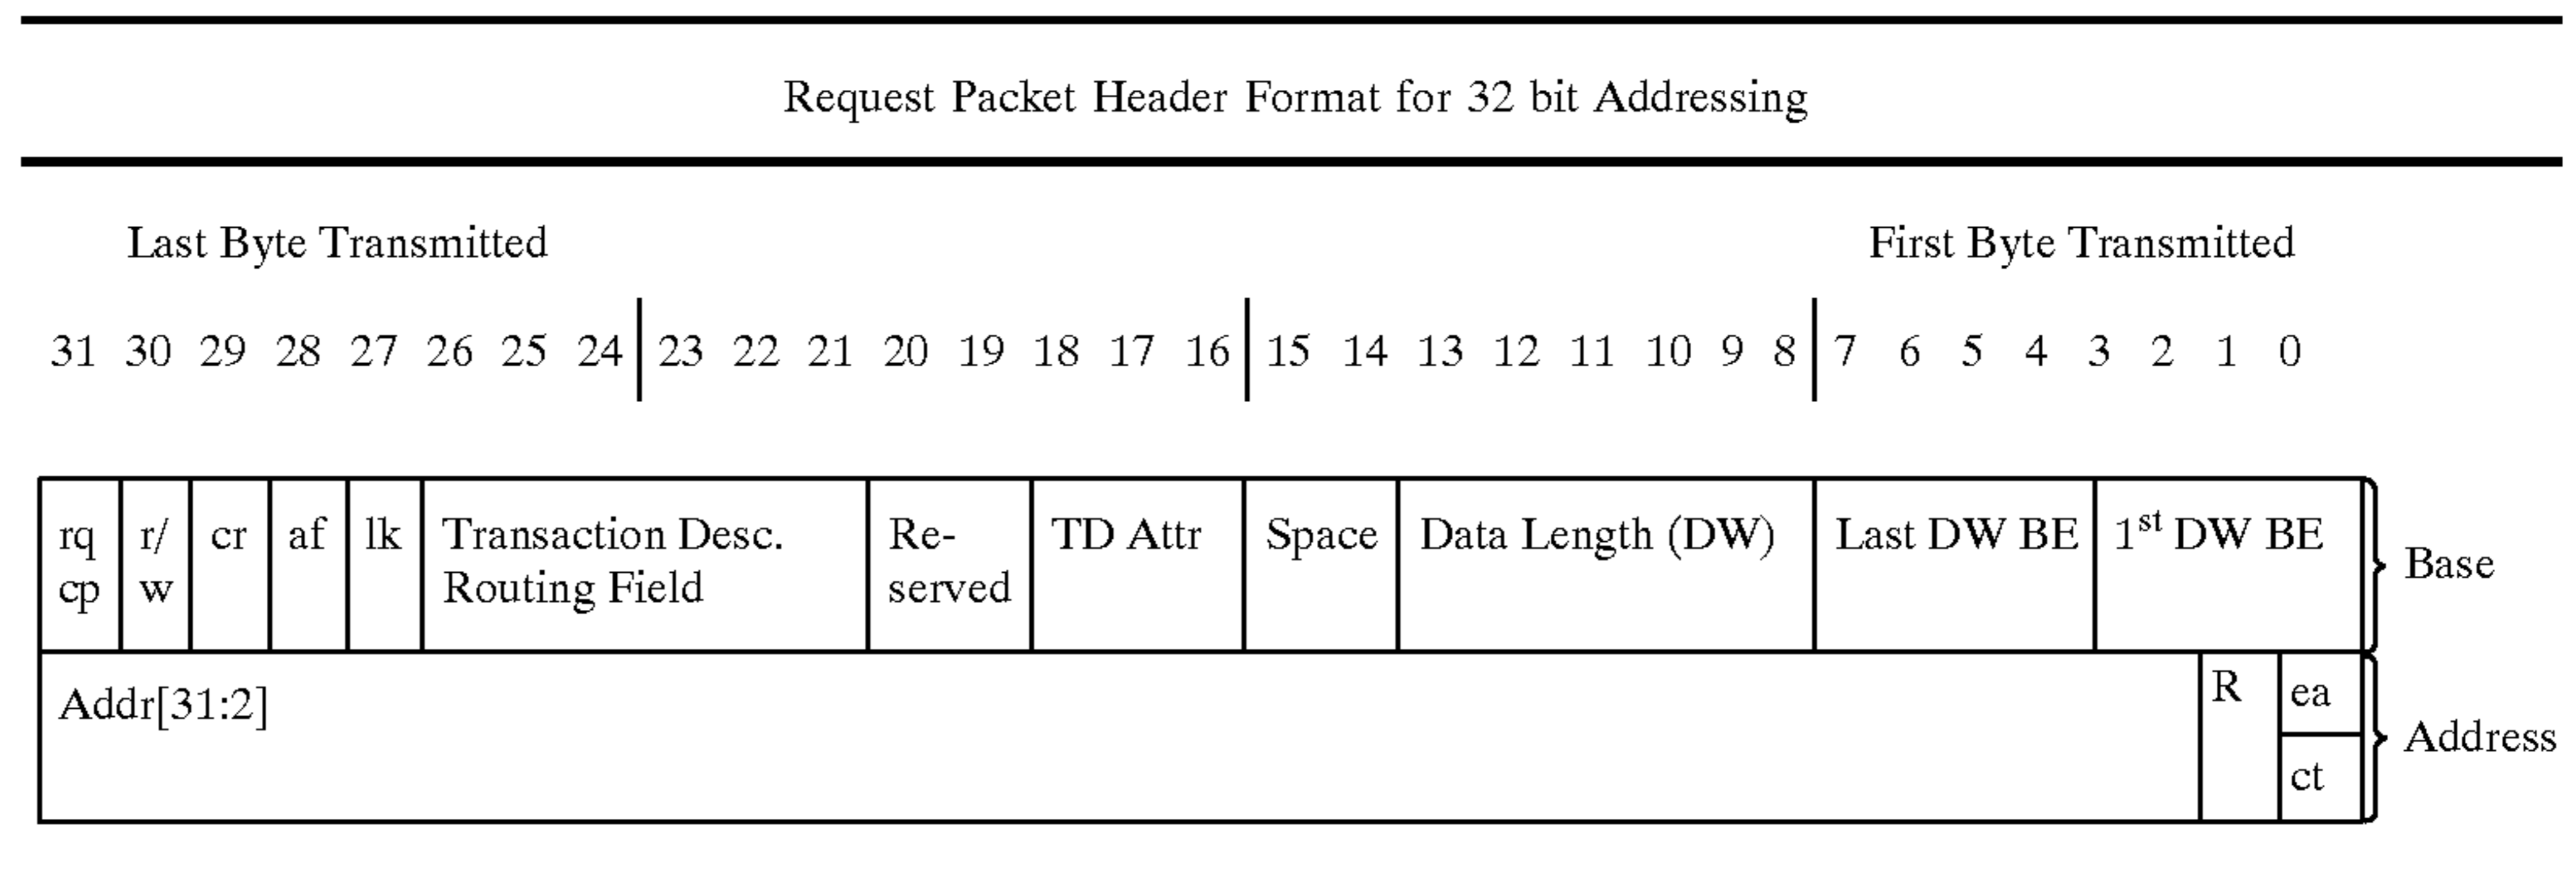 Request Packet Header Format for 32 bit Addressing
Last Byte Transmitted First Byte Transmitted
31 30 29 28 27 26 25 24 23 22 21 20 19 18 17 16 15 14 13 12 11 10 9 8 7 6 5 4 3 2 1 0
rq r/ cr af lk Transaction Desc. Re- TD Attr Space Data Length (DW) Last DW BE 1st DW BE
cp w Routing Field served
Base
Addr[31:2] R ea
ct
Address